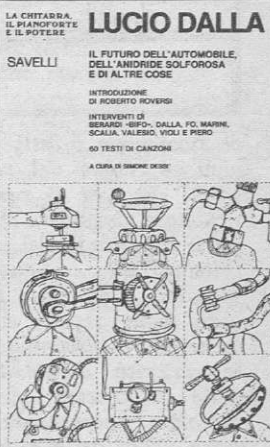 LA CHITARRA,
IL PIANOFORTE
E IL POTERE
LUCIO DALLA
SAVELLI
IL FUTURO DELL'AUTOMOBILE,
DELL'ANIDRIDE SOLFOROSA
E DI ALTRE COSE
INTRODUZIONE
DI ROBERTO ROVERSI
INTERVENTI DI
BERARDI «BIFO», DALLA, FO, MARINI,
SCALIA, VALESIO, VIOLI E PIERO
60 TESTI DI CANZONI
A CURA DI SIMONE DESSI'